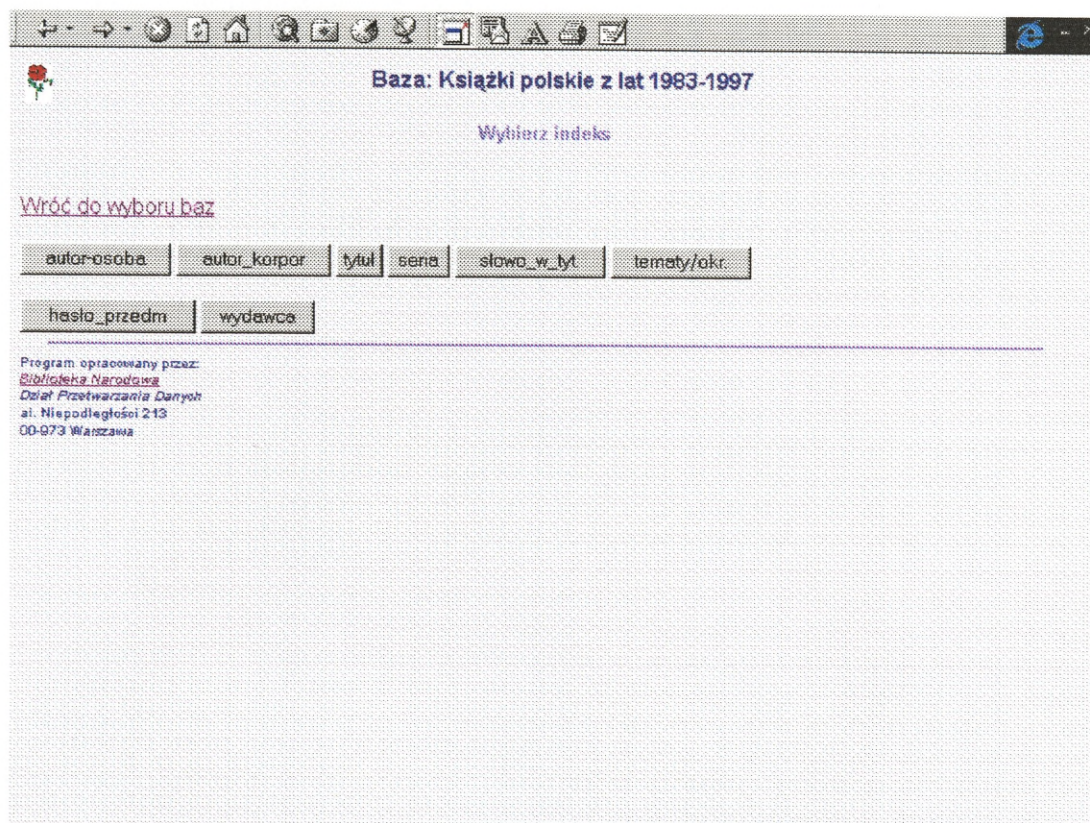 Baza: Książki polskie z lat 1983-1997
Wybierz indeks
Wróć do wyboru baz
autor-osoba autor_korpor tytuł seria słowo_w_tyt tematy/okr.
hasło_przedm wydawca
Program opracowany przez:
Biblioteka Narodowa
Dział Przetwarzania Danych
al. Niepodległości 213
00-973 Warszawa